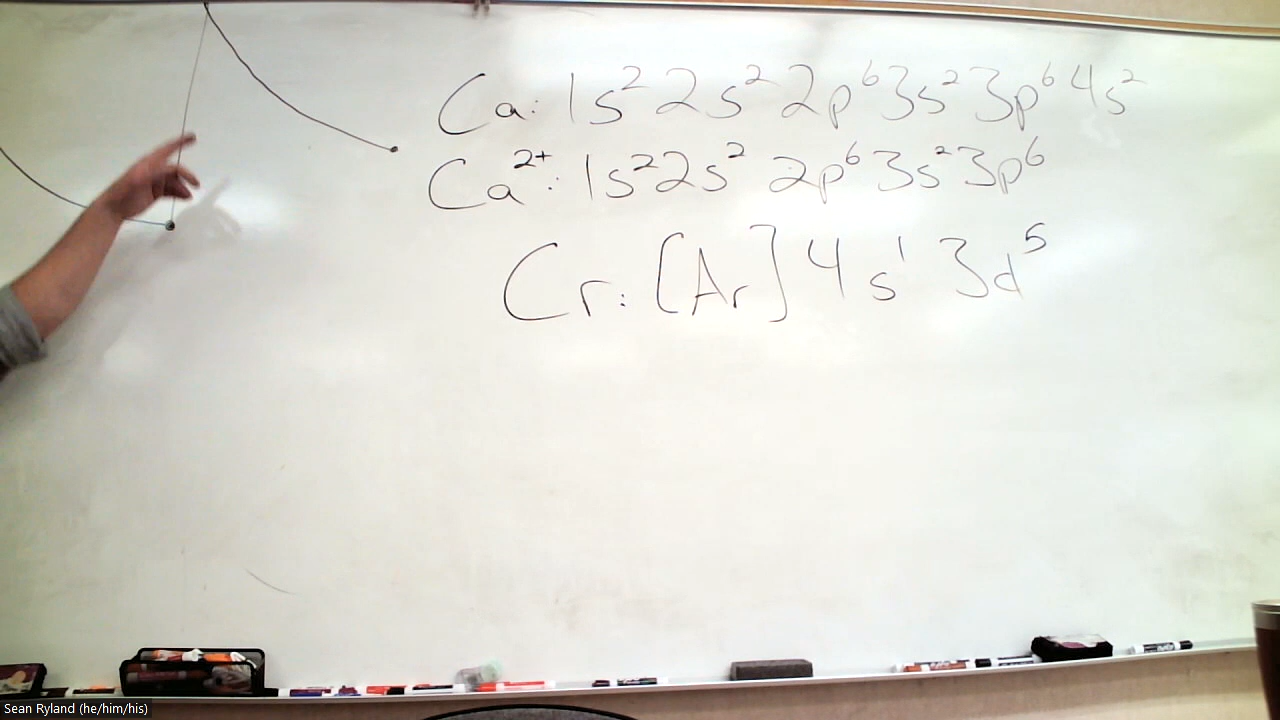 Ca: 1s² 2s² 2p⁶ 3s² 3p⁶ 4s²
Ca²⁺: 1s² 2s² 2p⁶ 3s² 3p⁶
Cr: [Ar] 4s¹ 3d⁵
Sean Ryland (he/him/his)